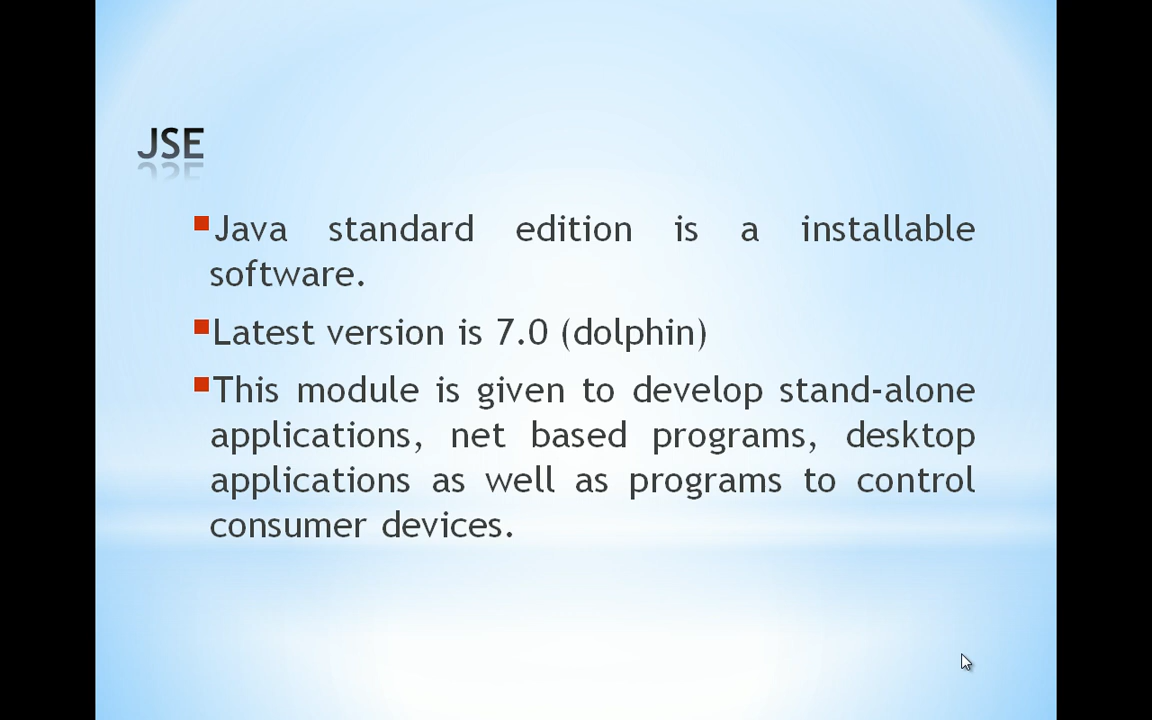 JSE
Java standard edition is a installable
software.
Latest version is 7.0 (dolphin)
This module is given to develop stand-alone
applications, net based programs, desktop
applications as well as programs to control
consumer devices.